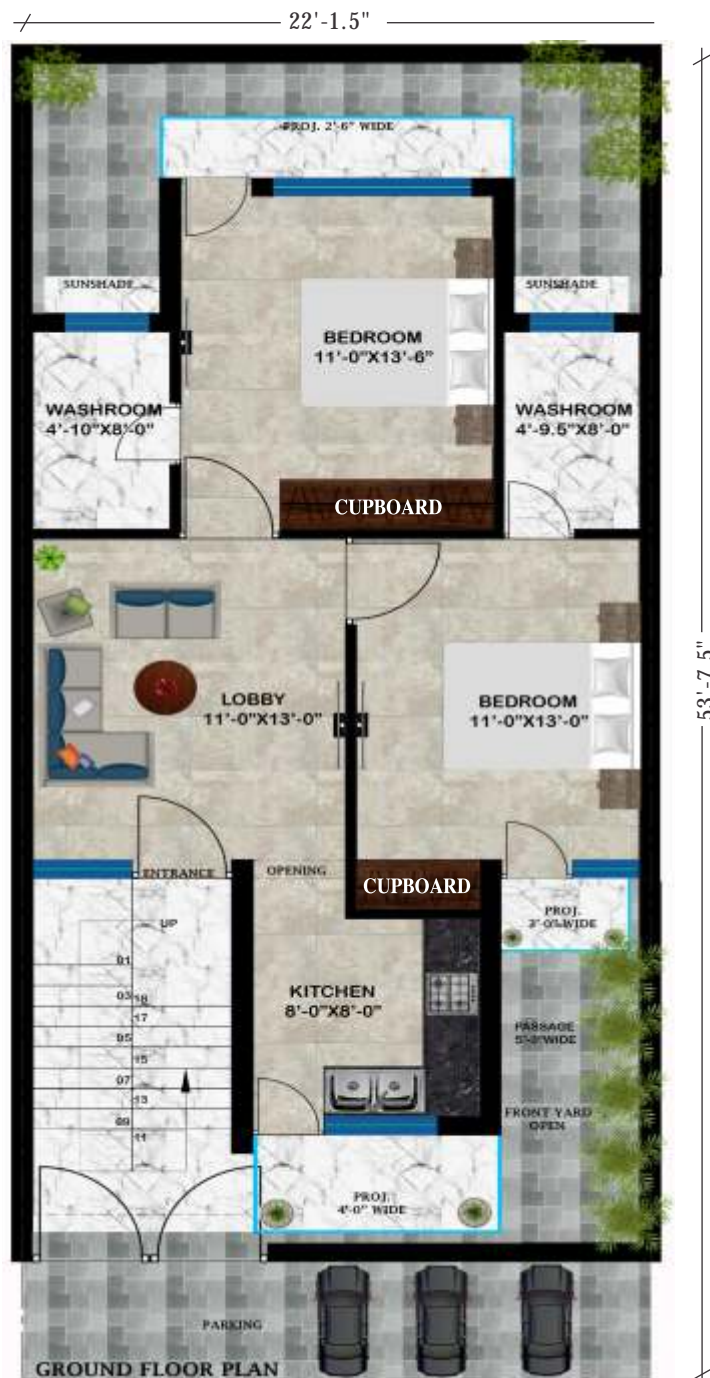 22'-1.5"
PROJ. 2'-6" WIDE
SUNSHADE
SUNSHADE
BEDROOM
11'-0"X13'-6"
WASHROOM
4'-10"X8'-0"
WASHROOM
4'-9.5"X8'-0"
CUPBOARD
LOBBY
11'-0"X13'-0"
BEDROOM
11'-0"X13'-0"
53'-7.5"
ENTRANCE
OPENING
CUPBOARD
UP
PROJ.
3'-0" WIDE
01
03
18
17
05
15
07
13
09
11
KITCHEN
8'-0"X8'-0"
PASSAGE
5'-3"WIDE
FRONT YARD
OPEN
PROJ.
4'-0" WIDE
PARKING
GROUND FLOOR PLAN